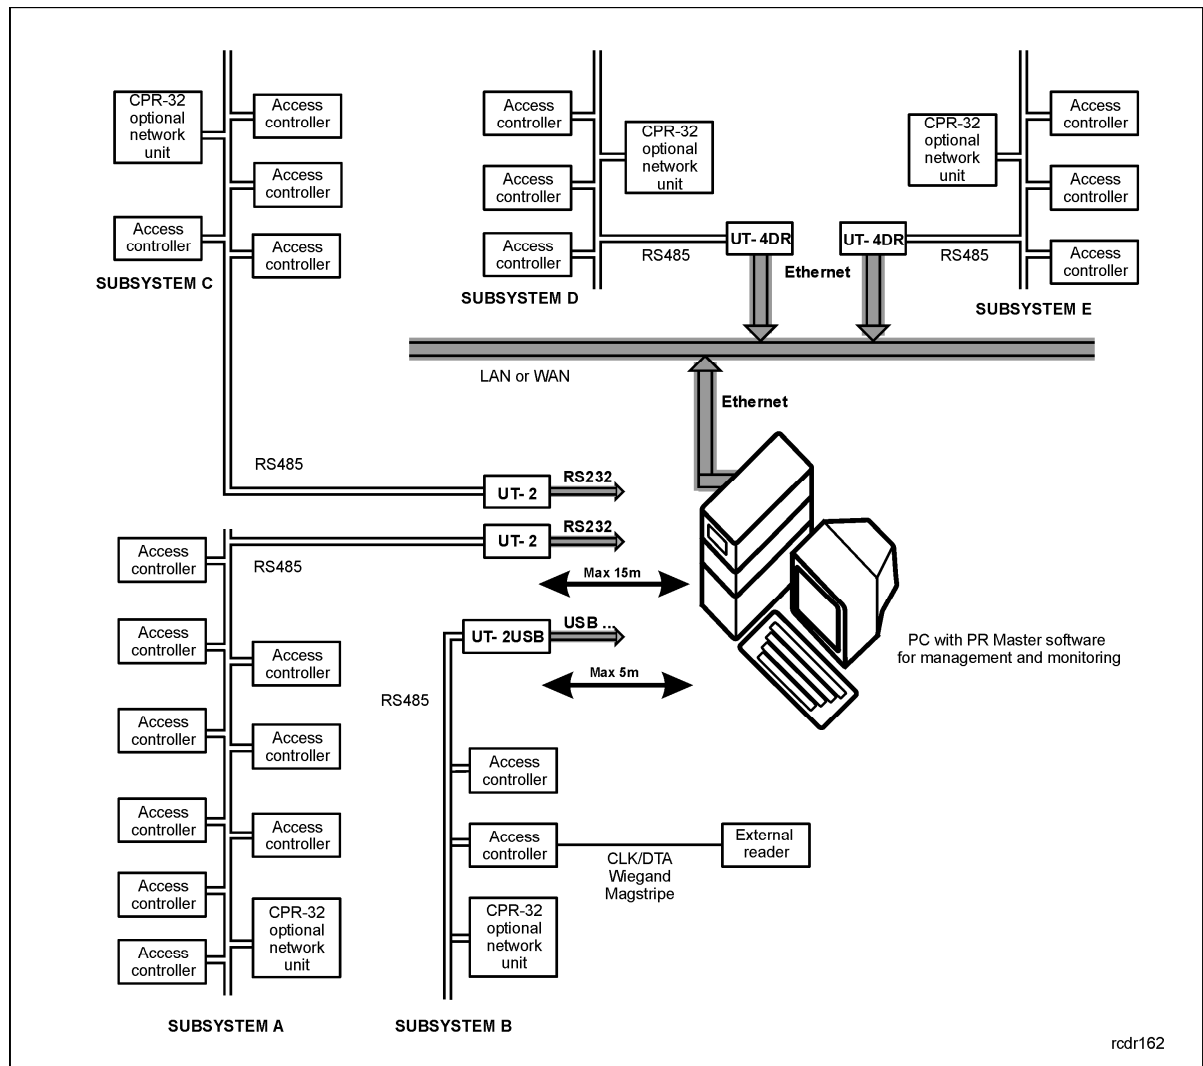 CPR-32
optional
network
unit
Access
controller
Access
controller
Access
controller
Access
controller
SUBSYSTEM C
Access
controller
CPR-32
optional
network
unit
Access
controller
Access
controller
RS485
UT- 4DR
SUBSYSTEM D
CPR-32
optional
network
unit
Access
controller
Access
controller
Access
controller
UT- 4DR
RS485
SUBSYSTEM E
Ethernet
LAN or WAN
Ethernet
RS485
UT- 2
RS232
UT- 2
RS232
RS485
Max 15m
UT- 2USB
USB ...
Max 5m
RS485
PC with PR Master software
for management and monitoring
Access
controller
Access
controller
Access
controller
Access
controller
Access
controller
Access
controller
Access
controller
Access
controller
Access
controller
CPR-32
optional
network
unit
SUBSYSTEM A
Access
controller
Access
controller
CLK/DTA
Wiegand
Magstripe
External
reader
CPR-32
optional
network
unit
SUBSYSTEM B
rcdr162